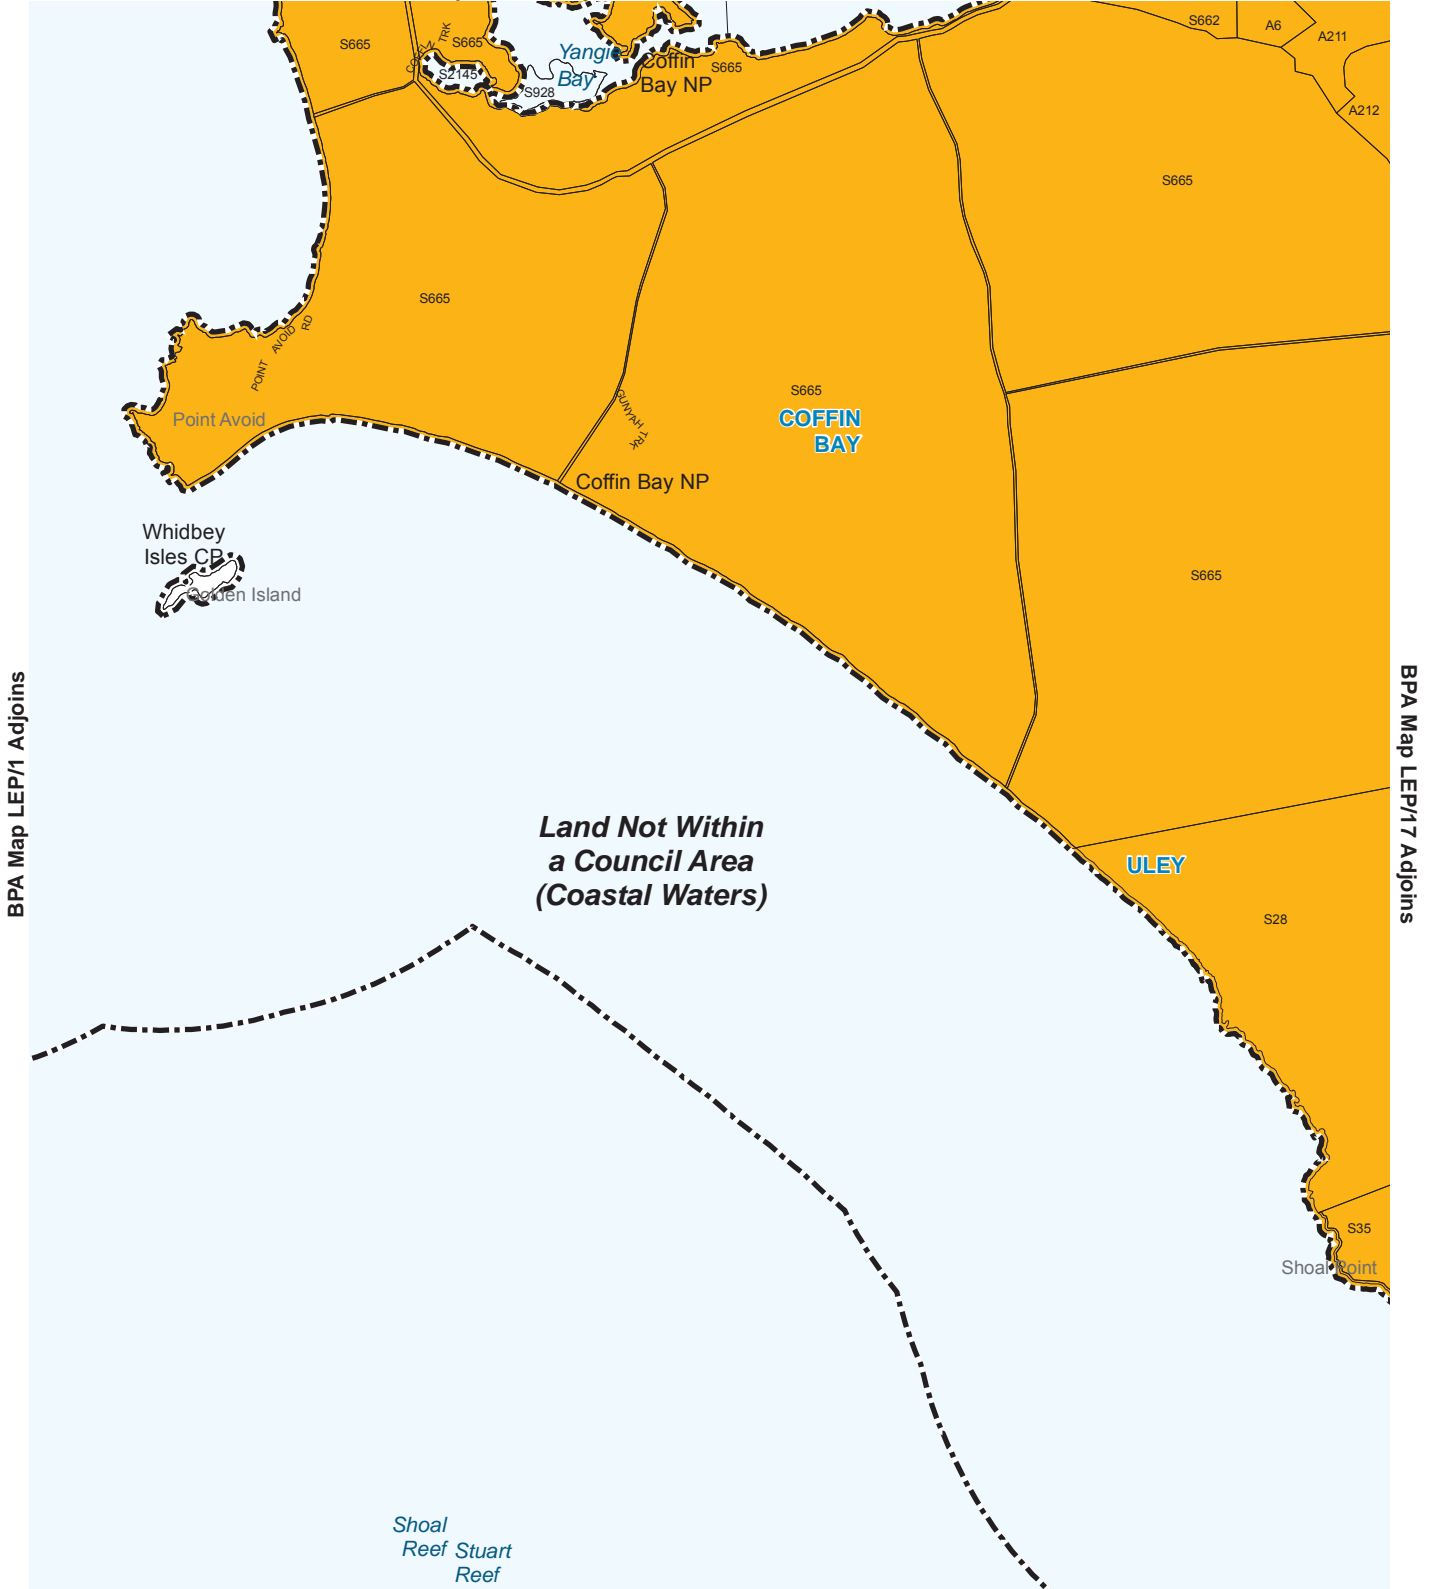 S662
A6
A211
S665
COFFIN
TRK
S665
S2145
Yangie
Bay
S928
Coffin
Bay NP
S665
A212
S665
S665
POINT
AVOID
RD
Point Avoid
S665
COFFIN
BAY
GUNYAH
TRK
Coffin Bay NP
Whidbey
Isles CP
Golden Island
S665
BPA Map LEP/1 Adjoins
BPA Map LEP/17 Adjoins
Land Not Within
a Council Area
(Coastal Waters)
ULEY
S28
S35
Shoal Point
Shoal
Reef
Stuart
Reef